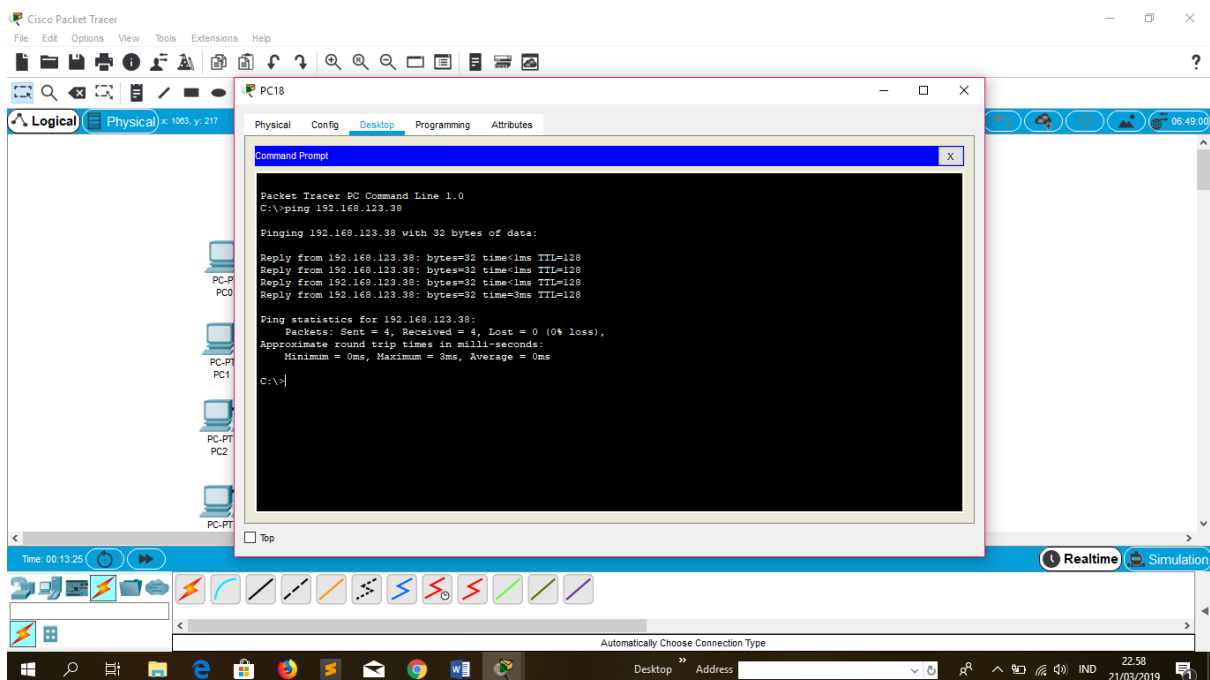 Cisco Packet Tracer
File Edit Options View Tools Extensions Help
?
PC18
Logical Physical x: 1063, y: 217
06:49:00
Physical Config Desktop Programming Attributes
Command Prompt
X
Packet Tracer PC Command Line 1.0
C:\>ping 192.168.123.38
Pinging 192.168.123.38 with 32 bytes of data:
Reply from 192.168.123.38: bytes=32 time<1ms TTL=128
Reply from 192.168.123.38: bytes=32 time<1ms TTL=128
Reply from 192.168.123.38: bytes=32 time<1ms TTL=128
Reply from 192.168.123.38: bytes=32 time=3ms TTL=128
Ping statistics for 192.168.123.38:
Packets: Sent = 4, Received = 4, Lost = 0 (0% loss),
Approximate round trip times in milli-seconds:
Minimum = 0ms, Maximum = 3ms, Average = 0ms
C:\>
PC-P
PC0
PC-PT
PC1
PC-PT
PC2
PC-PT
Top
Time: 00:13:25
Realtime Simulation
Automatically Choose Connection Type
Desktop » Address
IND
22.58
21/03/2019